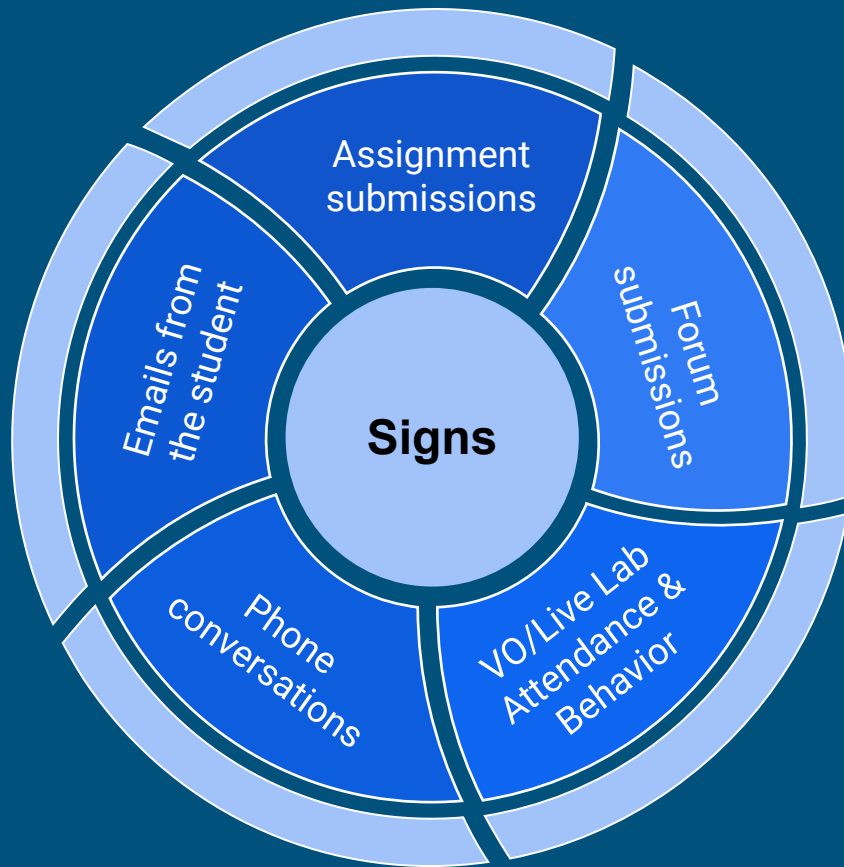 Assignment
submissions
Forum
submissions
VO/Live Lab
Attendance &
Behavior
Phone
conversations
Emails from
the student
Signs